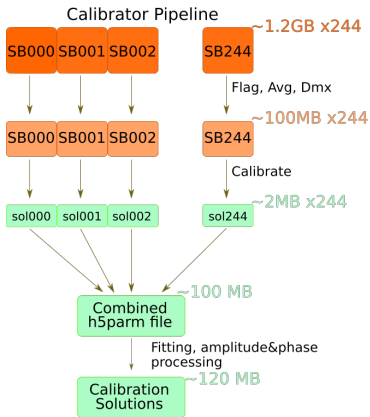 Calibrator Pipeline
~1.2GB x244
SB000 SB001 SB002 SB244
Flag, Avg, Dmx
~100MB x244
SB000 SB001 SB002 SB244
Calibrate
~2MB x244
sol000 sol001 sol002 sol244
~100 MB
Combined
h5parm file
Fitting, amplitude&phase
processing
~120 MB
Calibration
Solutions